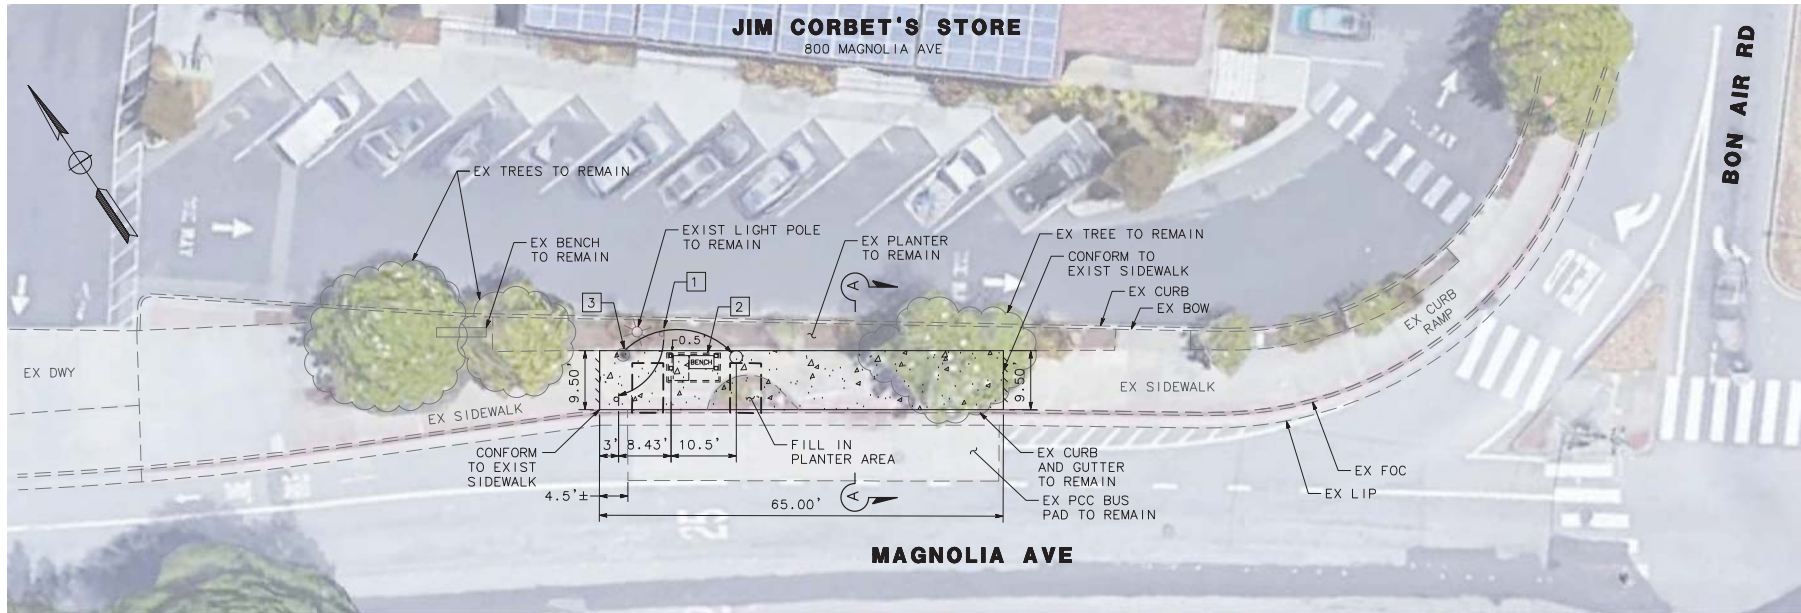 JIM CORBET'S STORE
800 MAGNOLIA AVE
BON AIR RD
EX TREES TO REMAIN
EX BENCH
TO REMAIN
EXIST LIGHT POLE
TO REMAIN
EX PLANTER
TO REMAIN
EX TREE TO REMAIN
CONFORM TO
EXIST SIDEWALK
EX CURB
EX BOW
EX CURB
RAMP
A
1
2
3
0.5'
BENCH
9.50'
9.50'
EX DWY
EX SIDEWALK
EX SIDEWALK
3'
8.43'
10.5'
CONFORM
TO EXIST
SIDEWALK
FILL IN
PLANTER AREA
EX CURB
AND GUTTER
TO REMAIN
EX FOC
EX LIP
4.5'±
A
65.00'
EX PCC BUS
PAD TO REMAIN
25
MAGNOLIA AVE